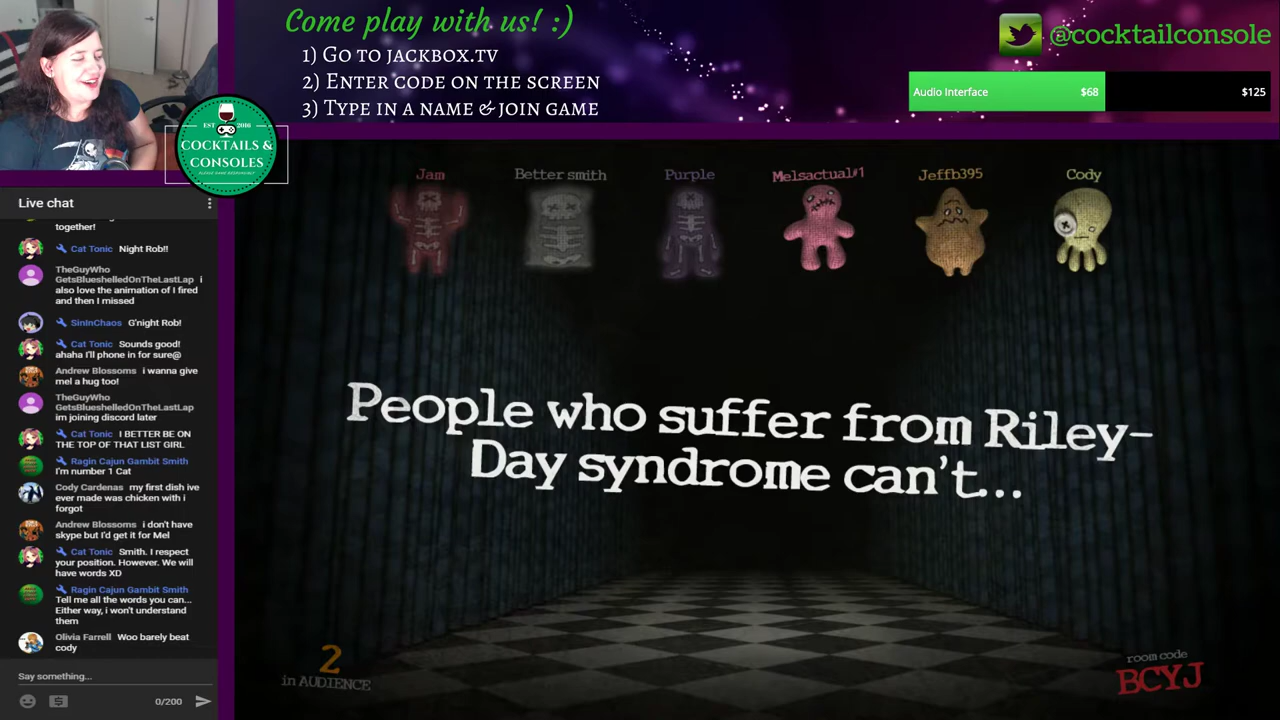 Come play with us! :)
1) Go to jackbox.tv
2) Enter code on the screen
3) Type in a name & join game
@cocktailconsole
Audio Interface $68 $125
EST 2016
COCKTAILS &
CONSOLES
PLEASE GAME RESPONSIBLY
Live chat
together!
Cat Tonic Night Rob!!
TheGuyWho
GetsBlueshelledOnTheLastLap i
also love the animation of I fired
and then I missed
SinInChaos G'night Rob!
Cat Tonic Sounds good!
ahaha I'll phone in for sure@
Andrew Blossoms i wanna give
mel a hug too!
TheGuyWho
GetsBlueshelledOnTheLastLap
im joining discord later
Cat Tonic I BETTER BE ON
THE TOP OF THAT LIST GIRL
Ragin Cajun Gambit Smith
I'm number 1 Cat
Cody Cardenas my first dish ive
ever made was chicken with i
forgot
Andrew Blossoms i don't have
skype but I'd get it for Mel
Cat Tonic Smith. I respect
your position. However. We will
have words XD
Ragin Cajun Gambit Smith
Tell me all the words you can...
Either way, i won't understand
them
Olivia Farrell Woo barely beat
cody
Say something...
0/200
Jam
Better smith
Purple
Melsactual#1
Jeffb395
Cody
People who suffer from Riley-
Day syndrome can't...
2
in AUDIENCE
room code
BCYJ